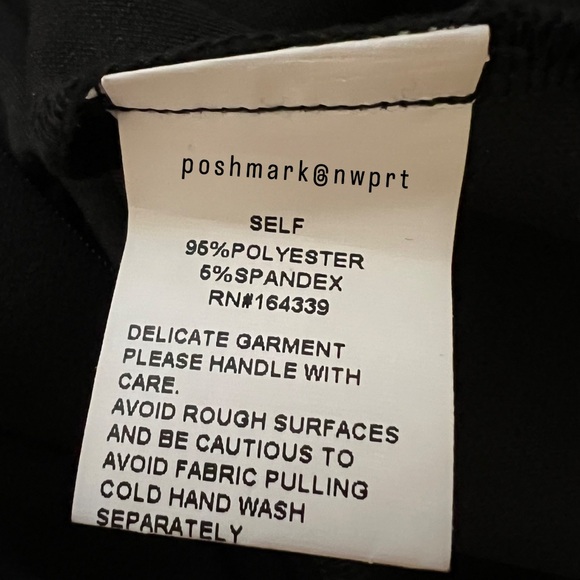 poshmark@nwprt
SELF
95%POLYESTER
5%SPANDEX
RN#164339
DELICATE GARMENT
PLEASE HANDLE WITH
CARE.
AVOID ROUGH SURFACES
AND BE CAUTIOUS TO
AVOID FABRIC PULLING
COLD HAND WASH
SEPARATELY